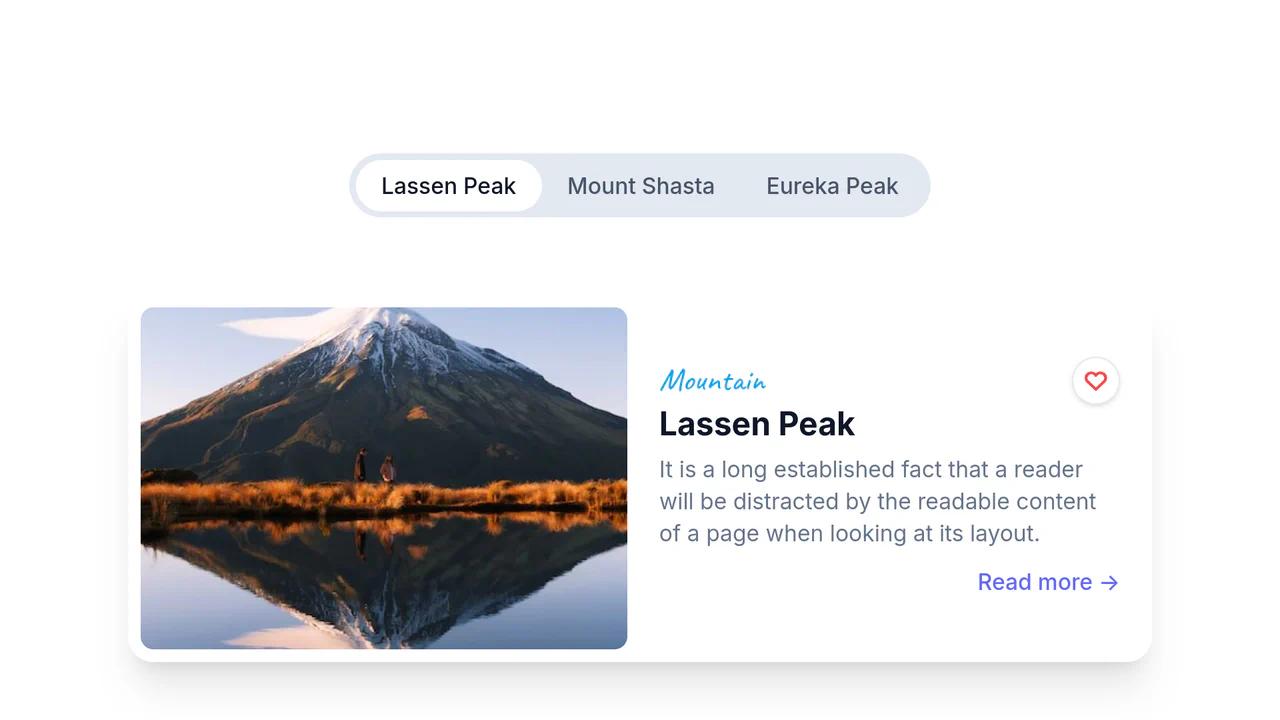 Lassen Peak Mount Shasta Eureka Peak
Mountain
Lassen Peak
It is a long established fact that a reader
will be distracted by the readable content
of a page when looking at its layout.
Read more →